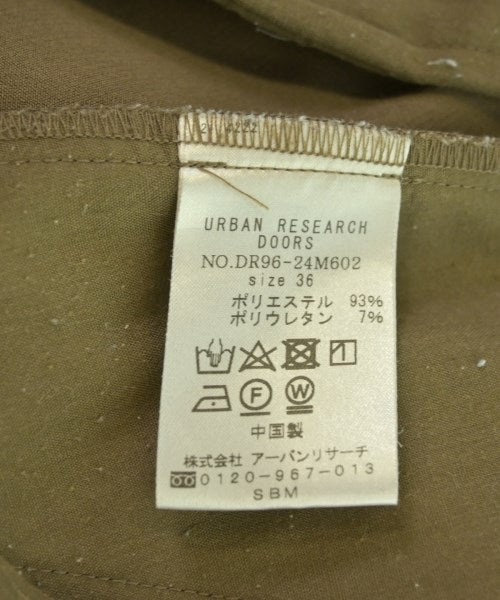 URBAN RESEARCH
DOORS
NO.DR96-24M602
size 36
ポリエステル 93%
ポリウレタン 7%
F W
中国製
株式会社 アーバンリサーチ
0120-967-013
SBM